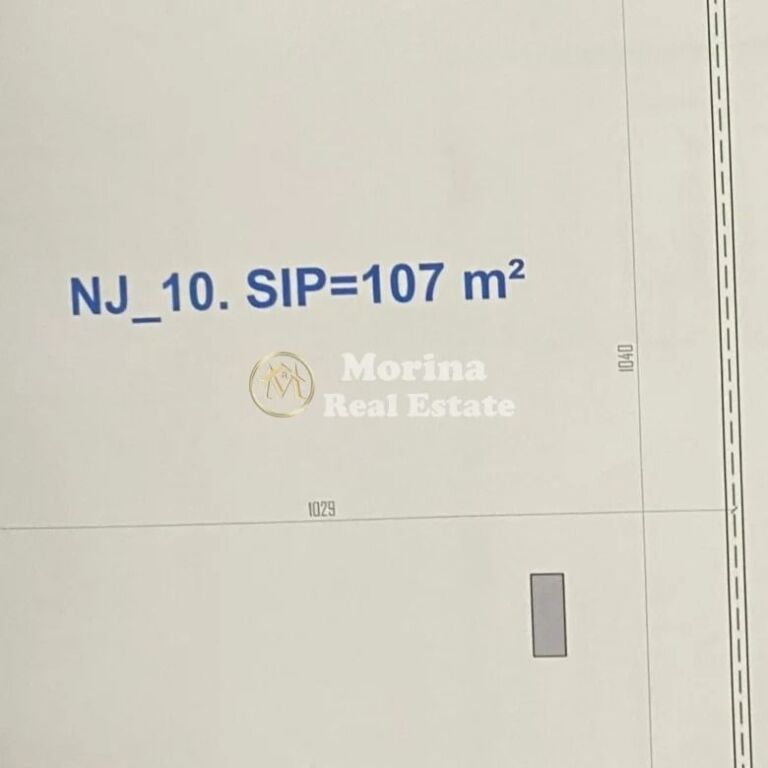 NJ_10. SIP=107 m²
1040
Morina
Real Estate
1029